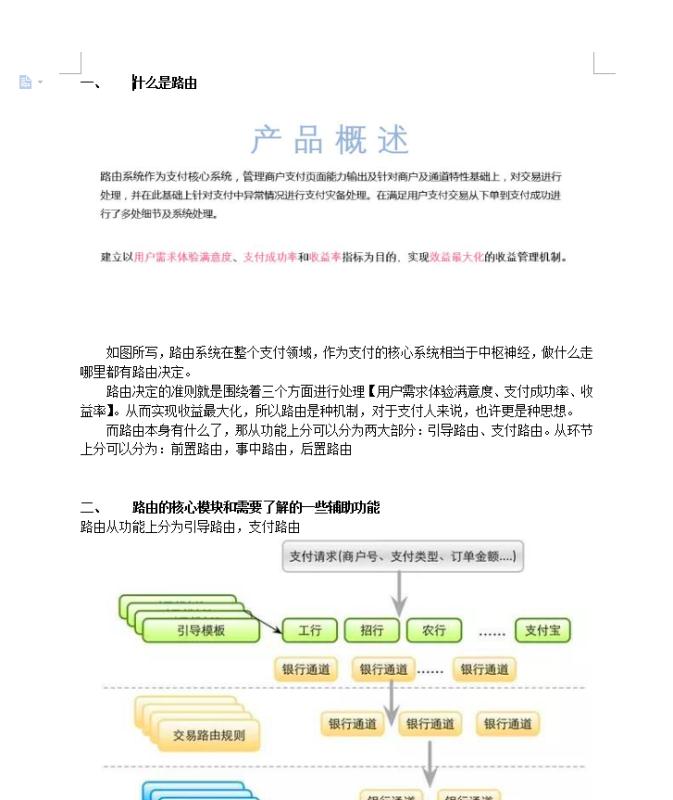 一、 什么是路由
产品概述
路由系统作为支付核心系统，管理商户支付页面能力输出及针对商户及通道特性基础上，对交易进行
处理，并在此基础上针对支付中异常情况进行支付灾备处理。在满足用户支付交易从下单到支付成功进
行了多处细节及系统处理。
建立以用户需求体验满意度、支付成功率和收益率指标为目的，实现效益最大化的收益管理机制。
如图所写，路由系统在整个支付领域，作为支付的核心系统相当于中枢神经，做什么走
哪里都有路由决定。
路由决定的准则就是围绕着三个方面进行处理【用户需求体验满意度、支付成功率、收
益率】。从而实现收益最大化，所以路由是种机制，对于支付人来说，也许更是种思想。
而路由本身有什么了，那从功能上分可以分为两大部分：引导路由、支付路由。从环节
上分可以分为：前置路由，事中路由，后置路由
二、 路由的核心模块和需要了解的一些辅助功能
路由从功能上分为引导路由，支付路由
支付请求(商户号、支付类型、订单金额....)
引导模板 工行 招行 农行 ...... 支付宝
银行通道 银行通道 ...... 银行通道
银行通道 银行通道 银行通道
交易路由规则
银行通道 银行通道